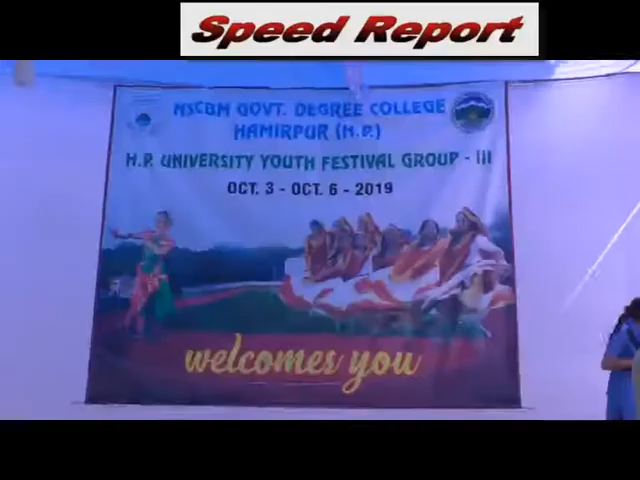 Speed Report
NSCBM GOVT. DEGREE COLLEGE
HAMIRPUR (H.P.)
H.P. UNIVERSITY YOUTH FESTIVAL GROUP - III
OCT. 3 - OCT. 6 - 2019
welcomes you